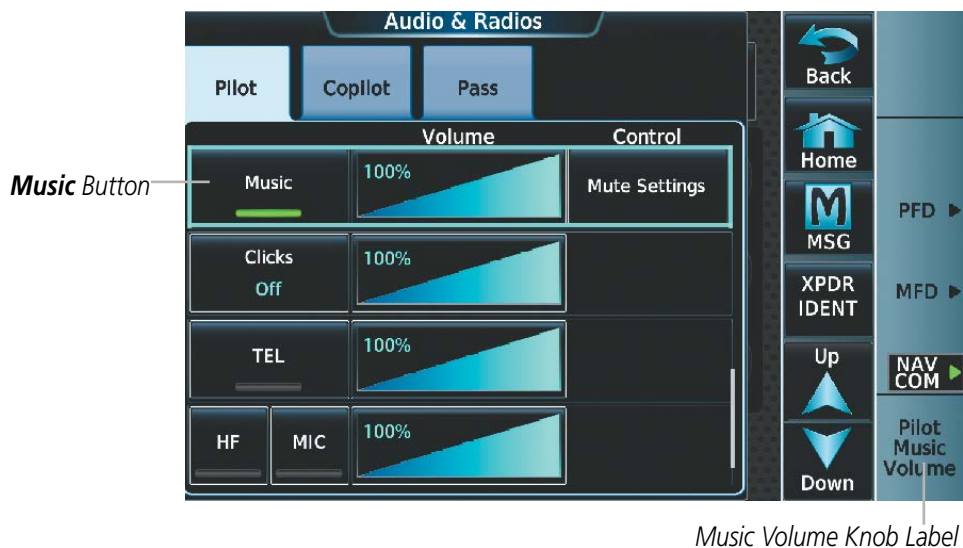 Audio & Radios
Pilot
Copilot
Pass
Volume
Control
Music
100%
Mute Settings
Clicks
Off
100%
TEL
100%
HF
MIC
100%
Back
Home
MSG
XPDR
IDENT
Up
Down
PFD
MFD
NAV
COM
Pilot
Music
Volume
Music Button
Music Volume Knob Label